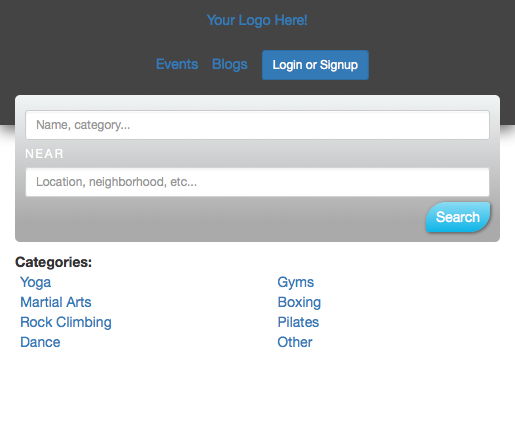 Your Logo Here!
Events Blogs Login or Signup
Name, category...
NEAR
Location, neighborhood, etc...
Search
Categories:
Yoga Gyms
Martial Arts Boxing
Rock Climbing Pilates
Dance Other